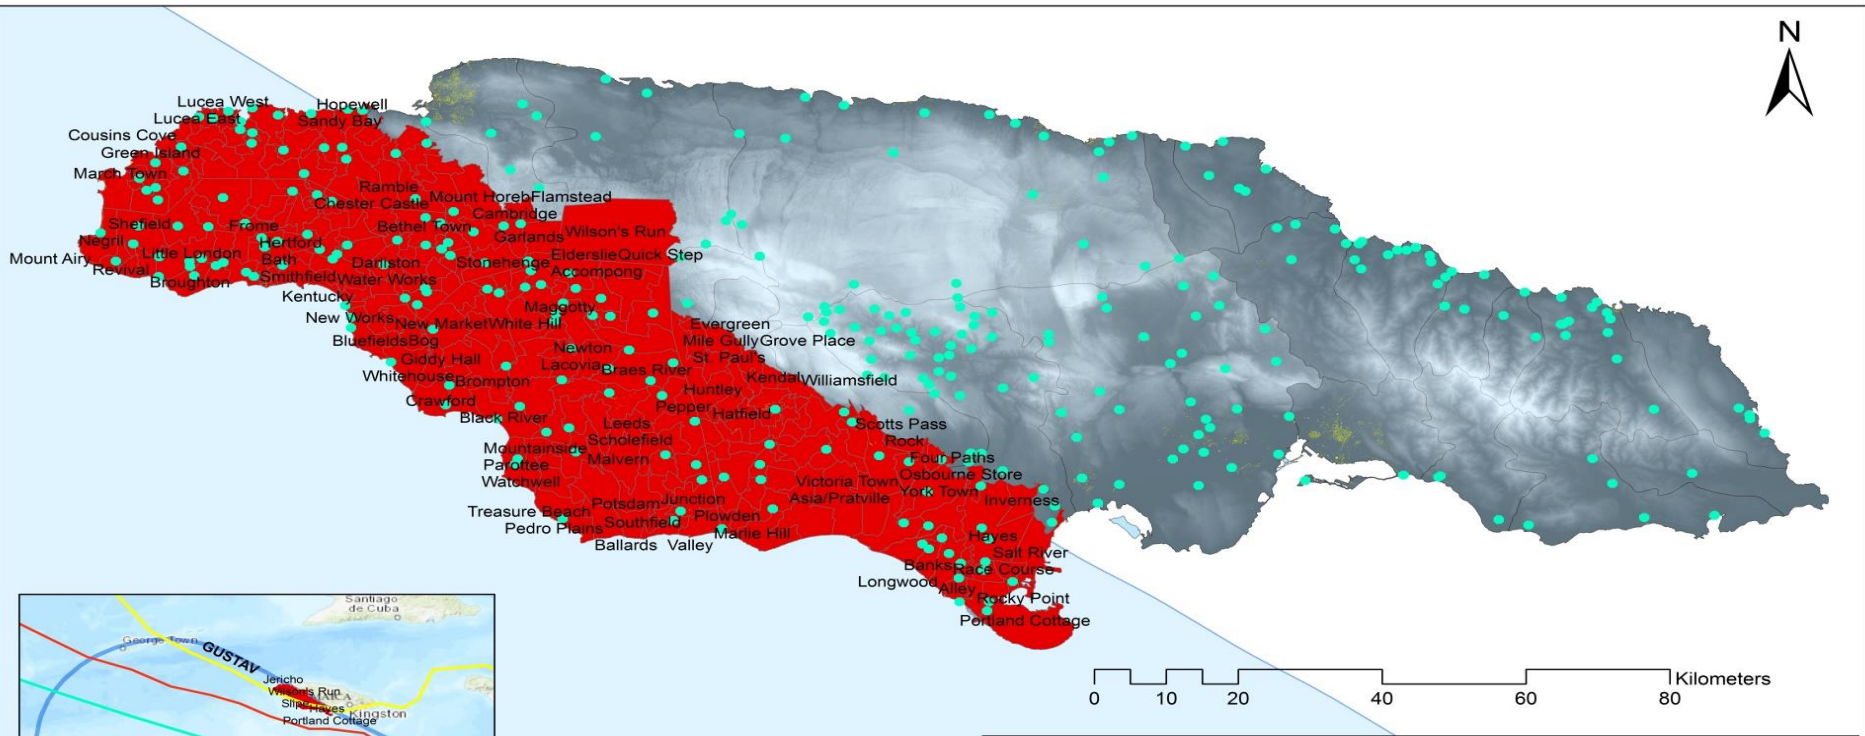 N
Lucea West
Hopewell
Lucea East
Sandy Bay
Cousins Cove
Green Island
March Town
Ramble
Mount Horeb
Flamstead
Chester Castle
Cambridge
Shefield
Frome
Bethel Town
Wilson's Run
Negril
Hertford
Garlands
Mount Airy
Little London
Bath
Darliston
Stonehenge
Elderslie
Quick Step
Revival
Accompong
Broughton
Smithfield
Water Works
Kentucky
Maggotty
New Works
New Market
White Hill
Evergreen
Bluefields
Bog
Mile Gully
Grove Place
Giddy Hall
Newton
St. Paul's
Lacovia
Braes River
Whitehouse
Brompton
Kendal
Williamsfield
Huntley
Crawford
Pepper
Hatfield
Black River
Leeds
Scotts Pass
Scholefield
Rock
Mountainside
Malvern
Four Paths
Parottee
Osbourne Store
Watchwell
Victoria Town
York Town
Asia/Pratville
Inverness
Potsdam
Junction
Treasure Beach
Plowden
Pedro Plains
Southfield
Marlie Hill
Hayes
Ballards Valley
Salt River
Banks
Race Course
Longwood
Alley
Rocky Point
Portland Cottage
Santiago
de Cuba
George Town
GUSTAV
Jericho
Wilson's Run
Slipe
Hayes
Kingston
Portland Cottage
Kilometers
0 10 20 40 60 80